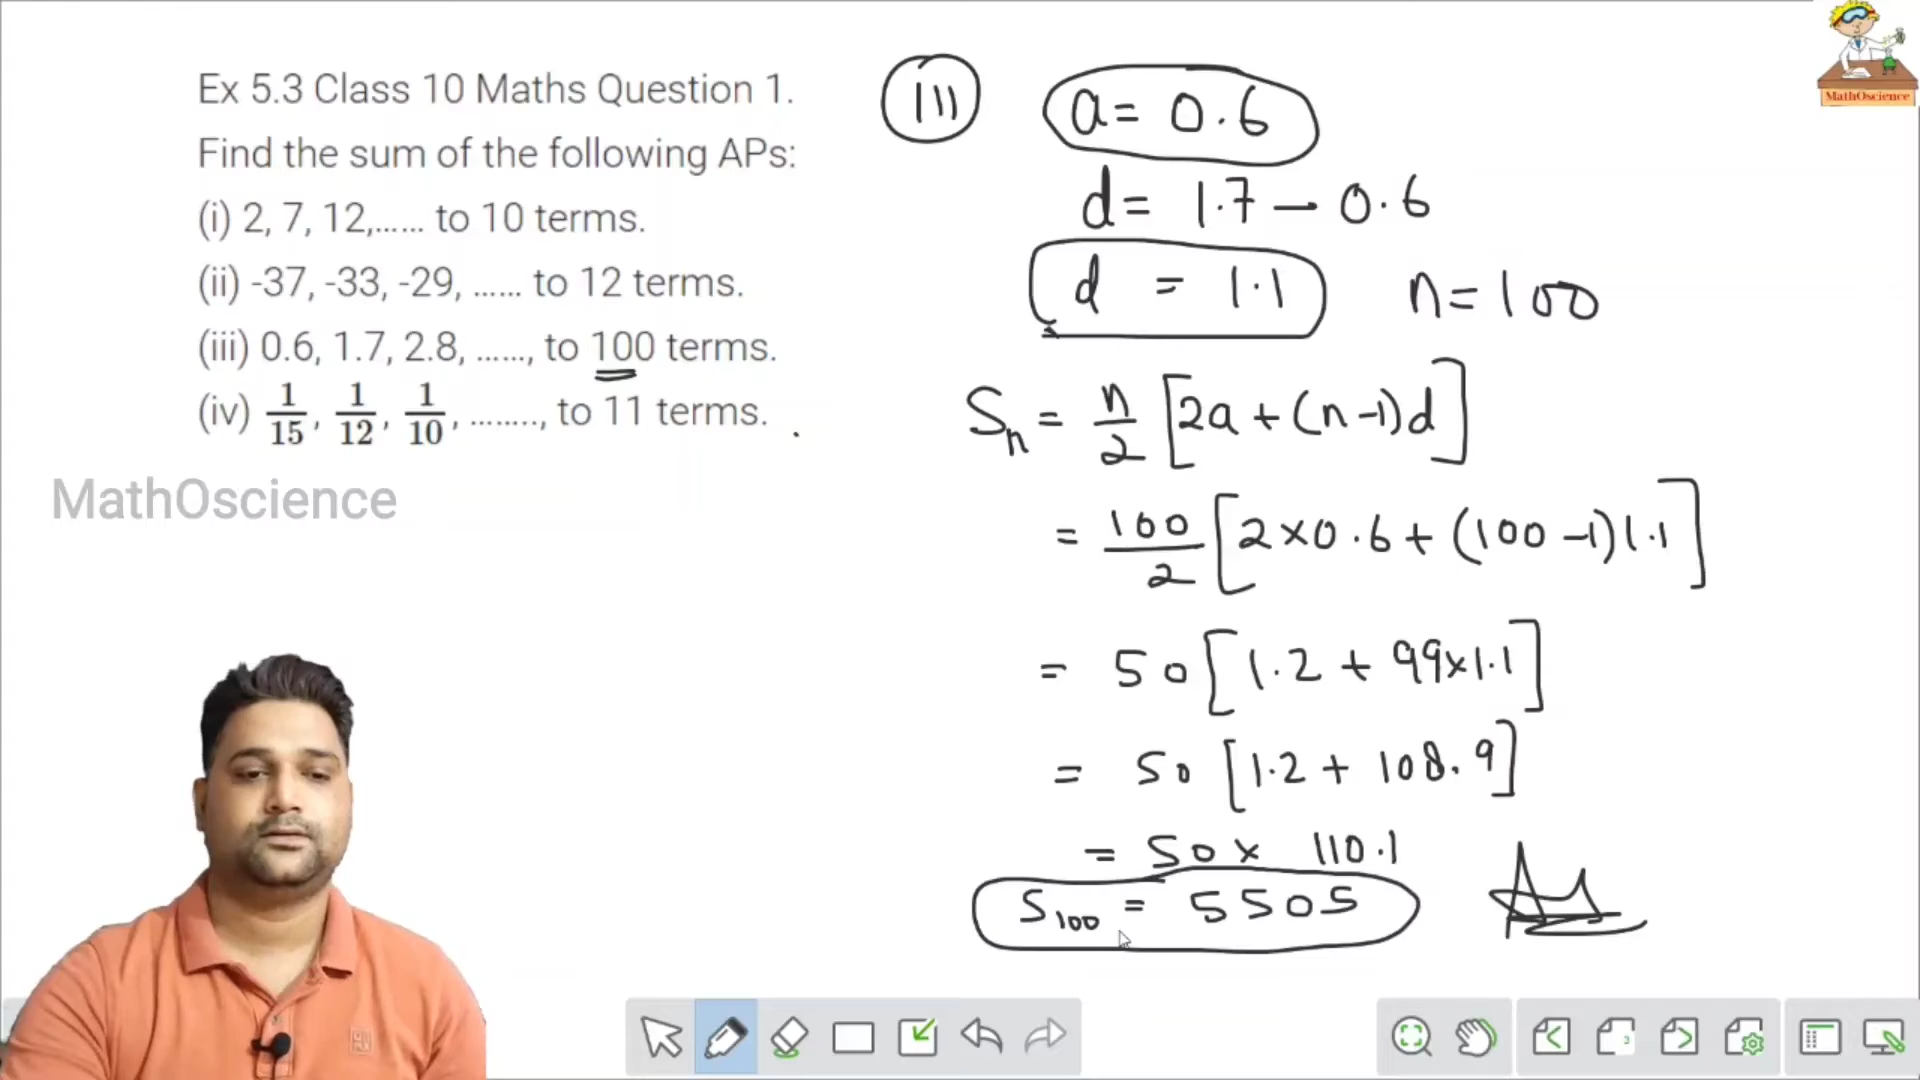 Ex 5.3 Class 10 Maths Question 1.
Find the sum of the following APs:
(i) 2, 7, 12,...... to 10 terms.
(ii) -37, -33, -29, ...... to 12 terms.
(iii) 0.6, 1.7, 2.8, ......, to 100 terms.
(iv) 1/15, 1/12, 1/10, ........, to 11 terms.
MathOscience
MathOscience
iii a = 0.6
d = 1.7 - 0.6
d = 1.1 n = 100
Sn = n/2 [2a + (n-1)d]
= 100/2 [2×0.6 + (100-1)1.1]
= 50 [1.2 + 99×1.1]
= 50 [1.2 + 108.9]
= 50 × 110.1
S100 = 5505 As